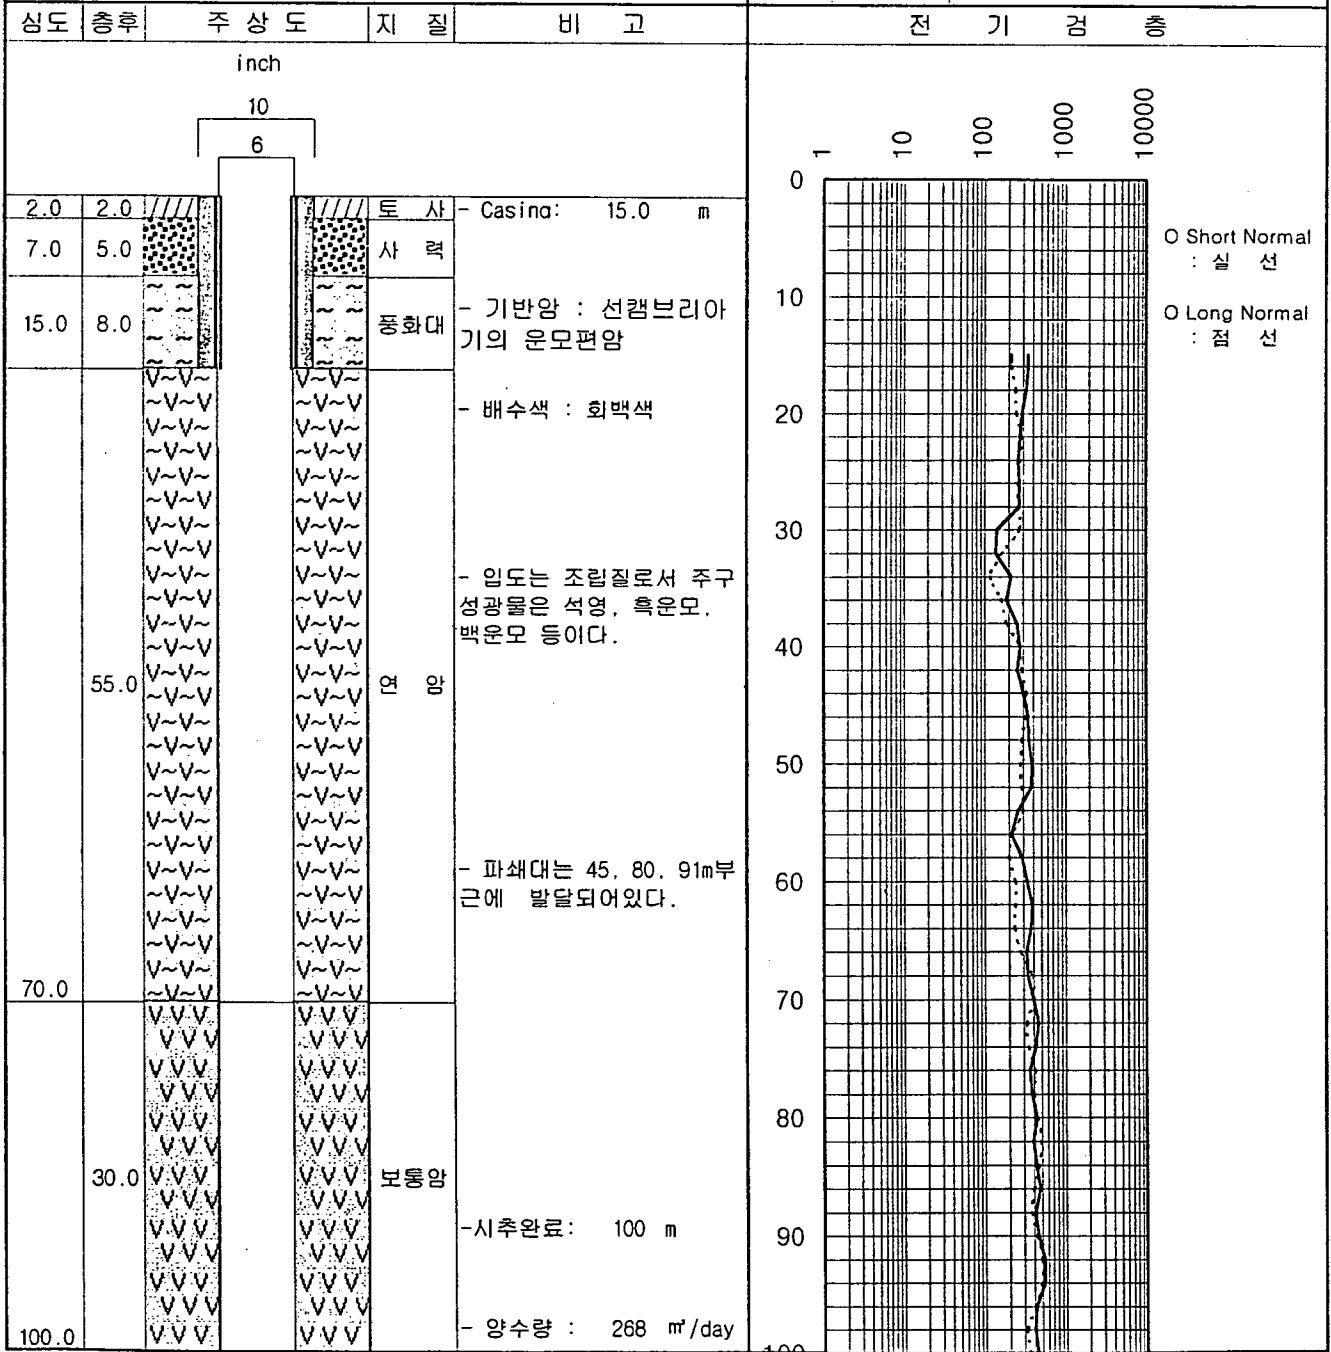 심도 층후 주 상 도 지 질 비 고 전 기 검 층
inch
10
6
1 10 100 1000 10000
2.0 2.0 토 사 - Casing: 15.0 m
7.0 5.0 사 력
15.0 8.0 풍화대
- 기반암 : 선캠브리아
기의 운모편암
- 배수색 : 회백색
- 입도는 조립질로서 주구
성광물은 석영, 흑운모,
백운모 등이다.
55.0 연 암
- 파쇄대는 45, 80, 91m부
근에 발달되어있다.
70.0
30.0 보통암
-시추완료: 100 m
100.0
- 양수량 : 268 ㎥/day
0
10
20
30
40
50
60
70
80
90
100
O Short Normal
: 실 선
O Long Normal
: 점 선